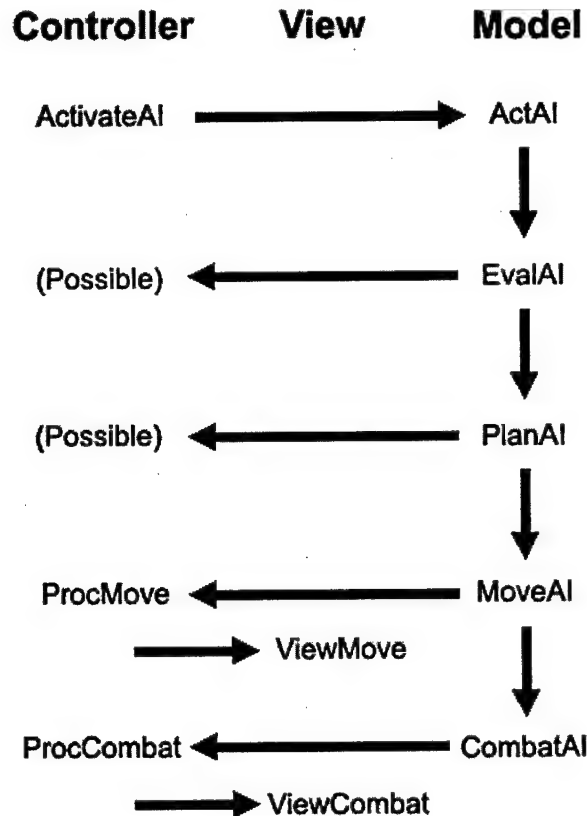 Controller View Model
ActivateAI ActAI
(Possible) EvalAI
(Possible) PlanAI
ProcMove MoveAI
ViewMove
ProcCombat CombatAI
ViewCombat